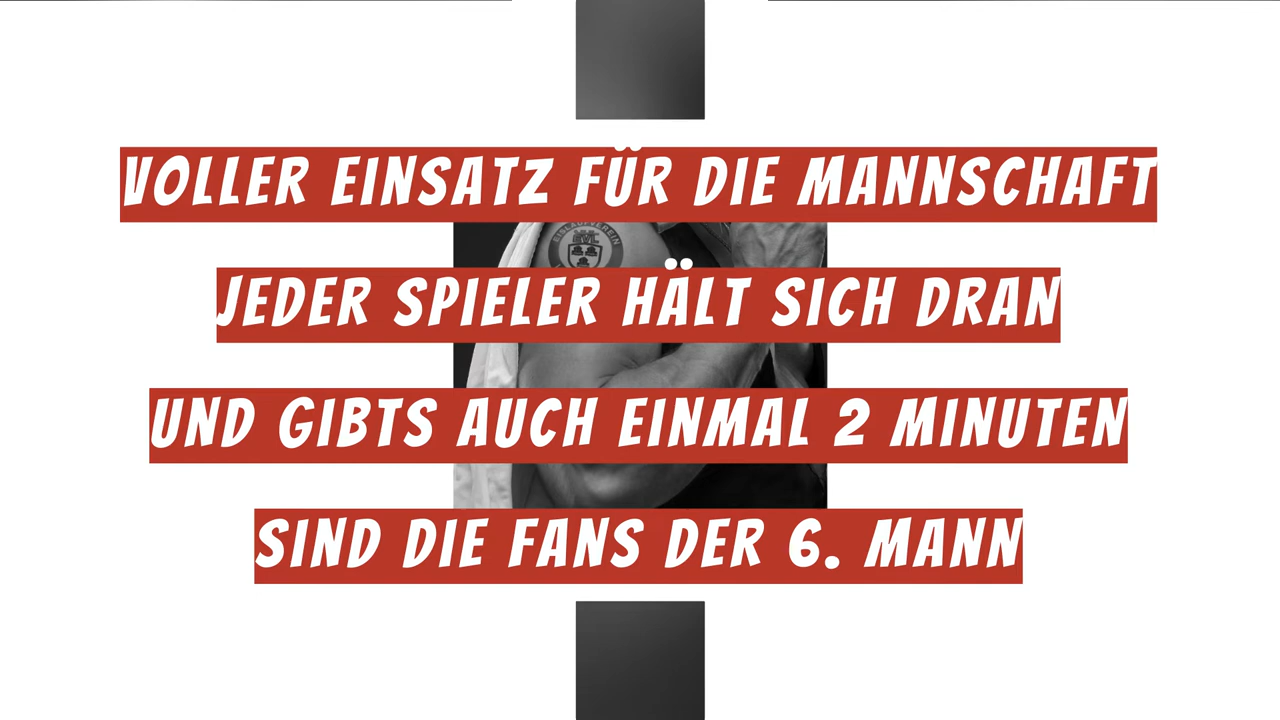 VOLLER EINSATZ FÜR DIE MANNSCHAFT
EISLAUFVEREIN
JEDER SPIELER HÄLT SICH DRAN
UND GIBTS AUCH EINMAL 2 MINUTEN
SIND DIE FANS DER 6. MANN